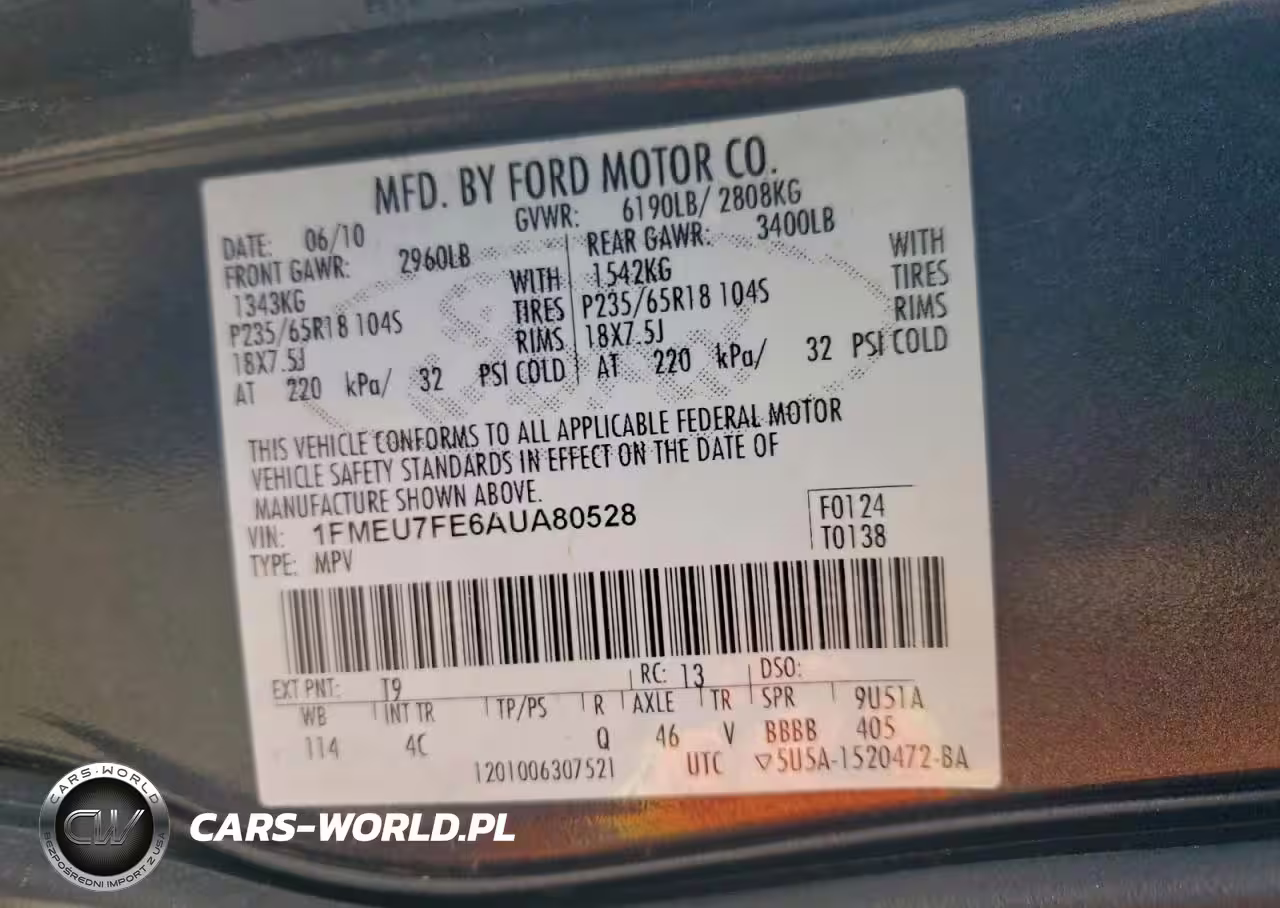 MFD. BY FORD MOTOR CO.
DATE: 06/10 GVWR: 6190LB/ 2808KG
FRONT GAWR: 2960LB REAR GAWR: 3400LB
1343KG WITH 1542KG WITH
P235/65R18 104S TIRES P235/65R18 104S TIRES
18X7.5J RIMS 18X7.5J RIMS
AT 220 kPa/ 32 PSI COLD AT 220 kPa/ 32 PSI COLD
THIS VEHICLE CONFORMS TO ALL APPLICABLE FEDERAL MOTOR
VEHICLE SAFETY STANDARDS IN EFFECT ON THE DATE OF
MANUFACTURE SHOWN ABOVE.
VIN: 1FMEU7FE6AUA80528 F0124
TYPE: MPV T0138
EXT PNT: T9 RC: 13 DSO:
WB INT TR TP/PS R AXLE TR SPR 9U51A
114 4C Q 46 V BBBB 405
1201006307521 UTC ▽5U5A-1520472-BA
CARS-WORLD
CW
BEZPOŚREDNI IMPORT Z USA
CARS-WORLD.PL